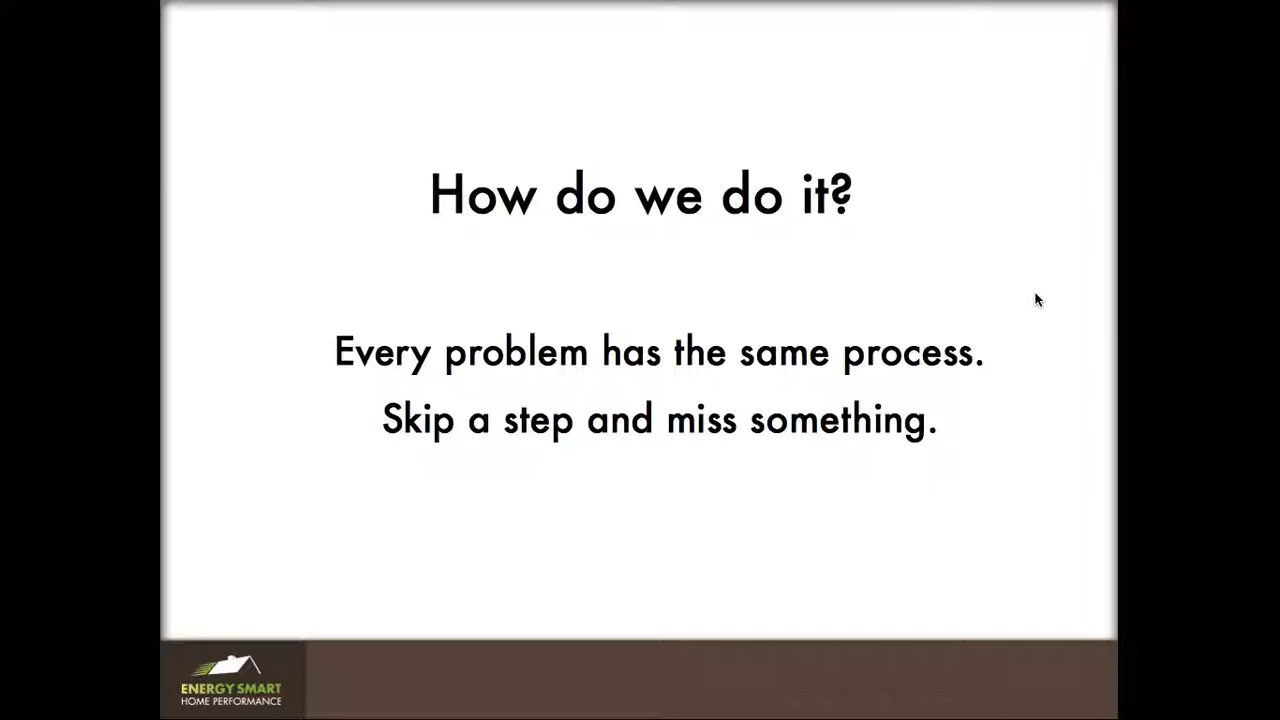 How do we do it?
Every problem has the same process.
Skip a step and miss something.
ENERGY SMART
HOME PERFORMANCE